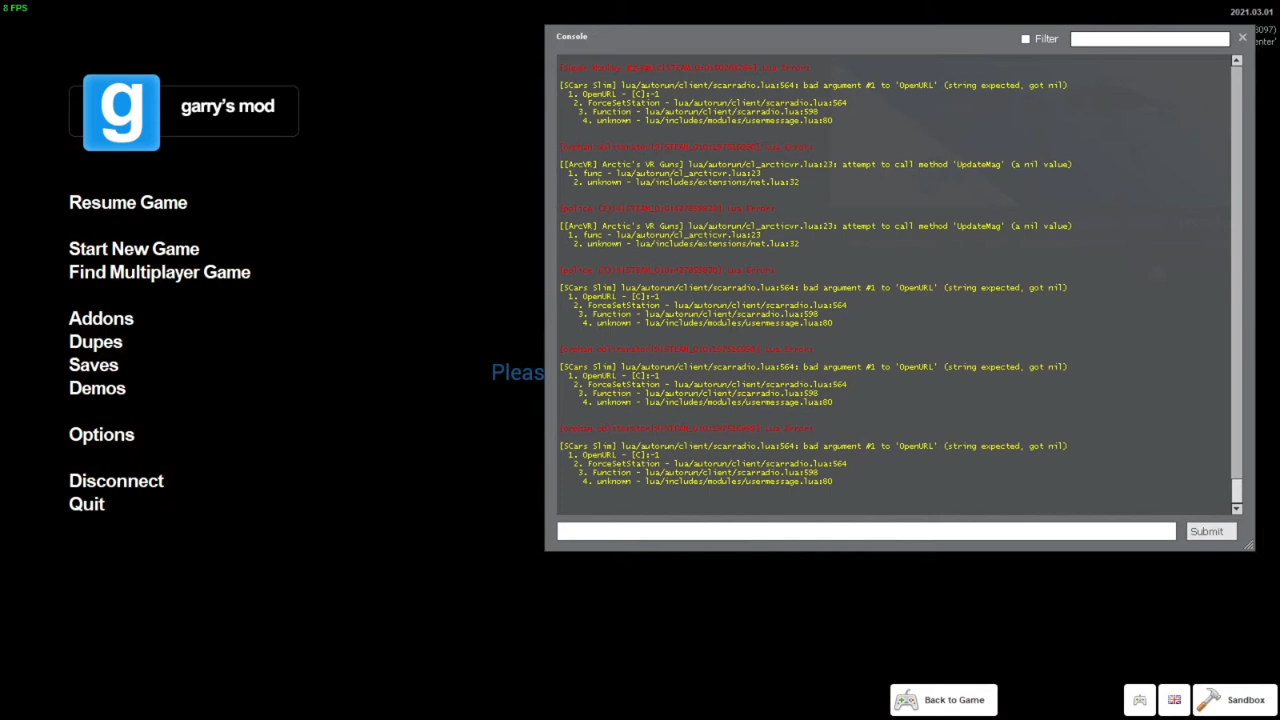 8 FPS
2021.03.01
garry's mod
Resume Game
Start New Game
Find Multiplayer Game
Addons
Dupes
Saves
Demos
Options
Disconnect
Quit
Pleas
Console
Filter
Lua Error:
[SCars Slim] lua/autorun/client/scarradio.lua:564: bad argument #1 to 'OpenURL' (string expected, got nil)
1. OpenURL - [C]:-1
2. ForceSetStation - lua/autorun/client/scarradio.lua:564
3. Function - lua/autorun/client/scarradio.lua:598
4. unknown - lua/includes/modules/usermessage.lua:80
Lua Error:
[[ArcVR] Arctic's VR Guns] lua/autorun/cl_arcticvr.lua:23: attempt to call method 'UpdateMag' (a nil value)
1. func - lua/autorun/cl_arcticvr.lua:23
2. unknown - lua/includes/extensions/net.lua:32
Lua Error:
[[ArcVR] Arctic's VR Guns] lua/autorun/cl_arcticvr.lua:23: attempt to call method 'UpdateMag' (a nil value)
1. func - lua/autorun/cl_arcticvr.lua:23
2. unknown - lua/includes/extensions/net.lua:32
Lua Error:
[SCars Slim] lua/autorun/client/scarradio.lua:564: bad argument #1 to 'OpenURL' (string expected, got nil)
1. OpenURL - [C]:-1
2. ForceSetStation - lua/autorun/client/scarradio.lua:564
3. Function - lua/autorun/client/scarradio.lua:598
4. unknown - lua/includes/modules/usermessage.lua:80
Lua Error:
[SCars Slim] lua/autorun/client/scarradio.lua:564: bad argument #1 to 'OpenURL' (string expected, got nil)
1. OpenURL - [C]:-1
2. ForceSetStation - lua/autorun/client/scarradio.lua:564
3. Function - lua/autorun/client/scarradio.lua:598
4. unknown - lua/includes/modules/usermessage.lua:80
Lua Error:
[SCars Slim] lua/autorun/client/scarradio.lua:564: bad argument #1 to 'OpenURL' (string expected, got nil)
1. OpenURL - [C]:-1
2. ForceSetStation - lua/autorun/client/scarradio.lua:564
3. Function - lua/autorun/client/scarradio.lua:598
4. unknown - lua/includes/modules/usermessage.lua:80
Submit
Back to Game
Sandbox